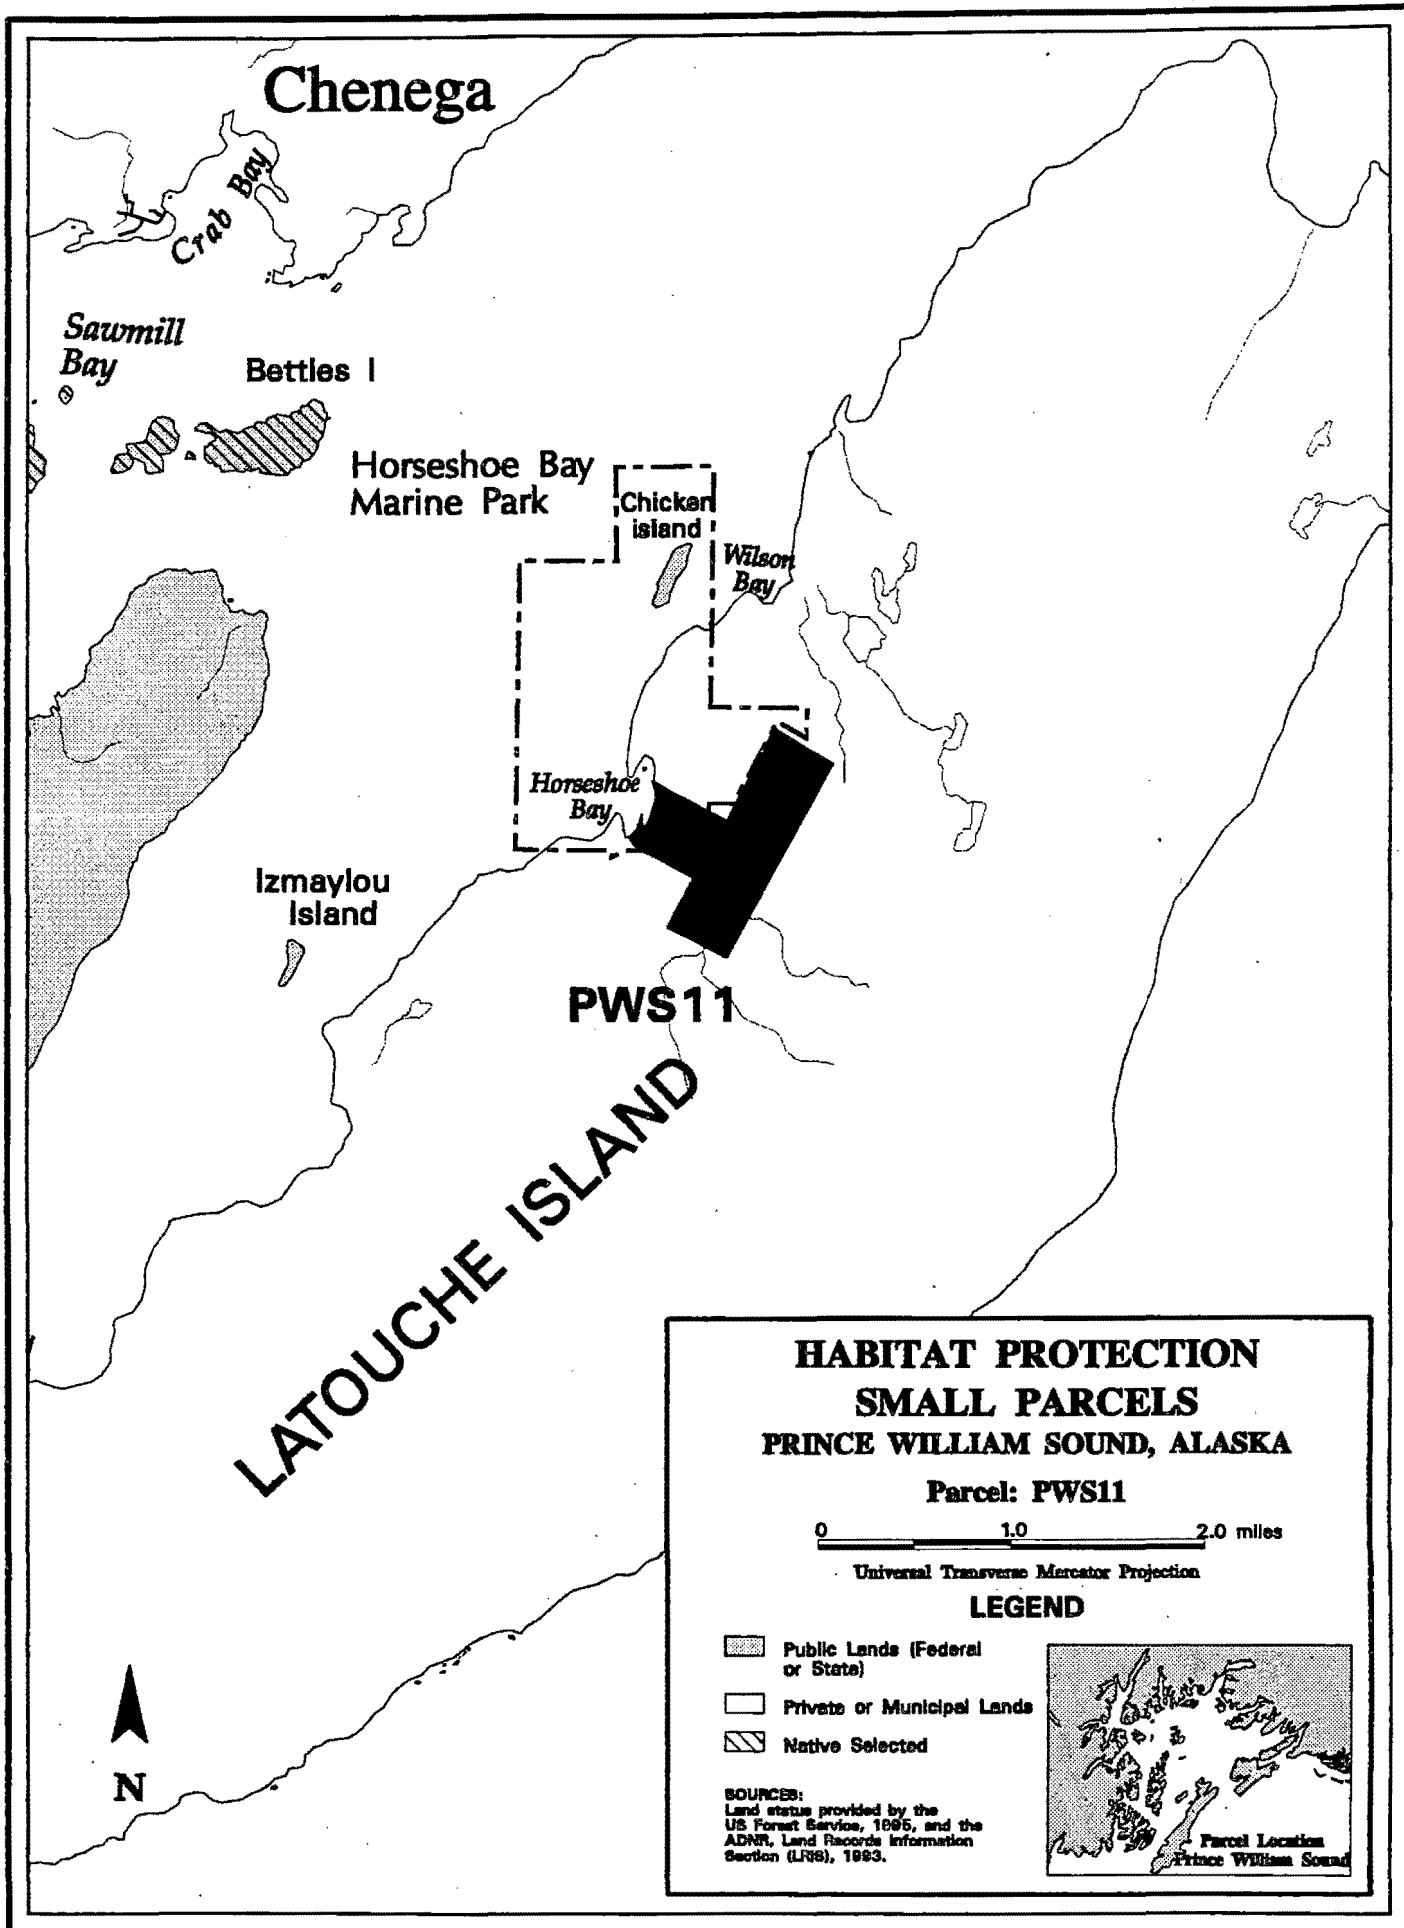 Chenega
Crab Bay
Sawmill
Bay
Bettles I
Horseshoe Bay
Marine Park
Chicken
island
Wilson
Bay
Horseshoe
Bay
Izmaylou
Island
PWS11
LATOUCHE ISLAND
N
HABITAT PROTECTION
SMALL PARCELS
PRINCE WILLIAM SOUND, ALASKA
Parcel: PWS11
0 1.0 2.0 miles
Universal Transverse Mercator Projection
LEGEND
Public Lands (Federal
or State)
Private or Municipal Lands
Native Selected
SOURCES:
Land status provided by the
US Forest Service, 1995, and the
ADNR, Land Records Information
Section (LRIS), 1993.
Parcel Location
Prince William Sound